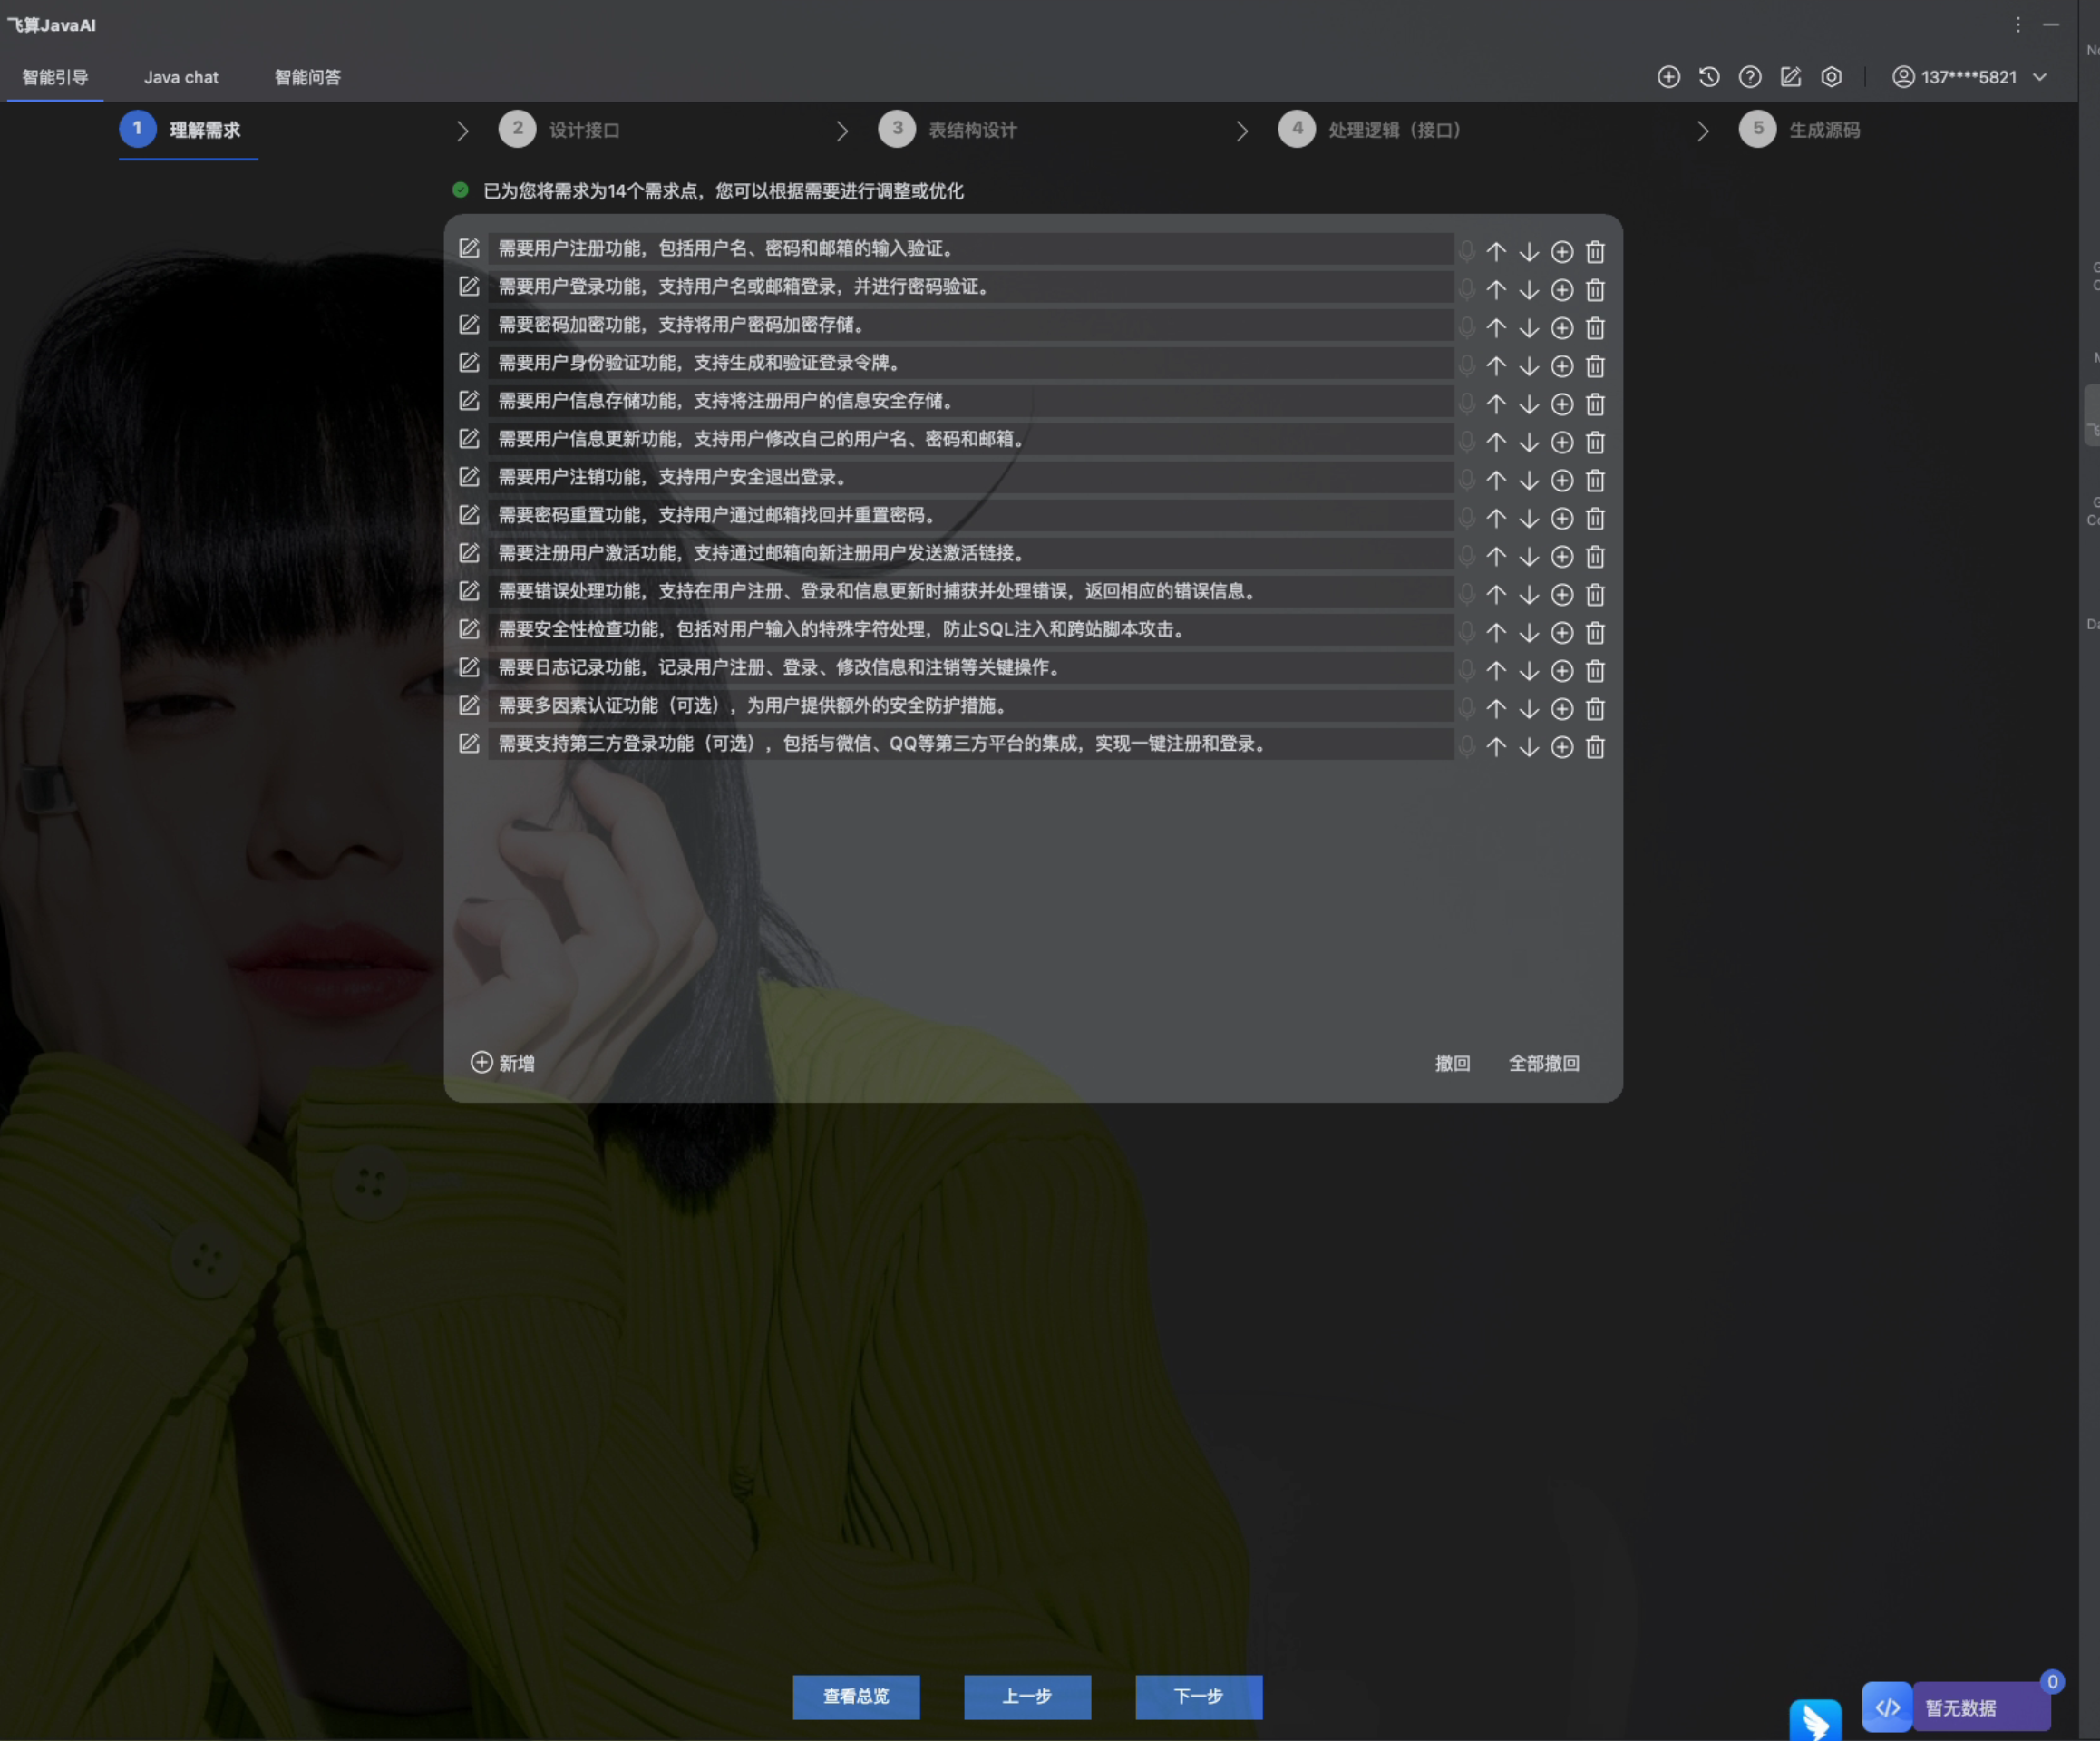 飞算JavaAI
智能引导 Java chat 智能问答 137****5821
1 理解需求 2 设计接口 3 表结构设计 4 处理逻辑（接口） 5 生成源码
已为您将需求为14个需求点，您可以根据需要进行调整或优化
需要用户注册功能，包括用户名、密码和邮箱的输入验证。
需要用户登录功能，支持用户名或邮箱登录，并进行密码验证。
需要密码加密功能，支持将用户密码加密存储。
需要用户身份验证功能，支持生成和验证登录令牌。
需要用户信息存储功能，支持将注册用户的信息安全存储。
需要用户信息更新功能，支持用户修改自己的用户名、密码和邮箱。
需要用户注销功能，支持用户安全退出登录。
需要密码重置功能，支持用户通过邮箱找回并重置密码。
需要注册用户激活功能，支持通过邮箱向新注册用户发送激活链接。
需要错误处理功能，支持在用户注册、登录和信息更新时捕获并处理错误，返回相应的错误信息。
需要安全性检查功能，包括对用户输入的特殊字符处理，防止SQL注入和跨站脚本攻击。
需要日志记录功能，记录用户注册、登录、修改信息和注销等关键操作。
需要多因素认证功能（可选），为用户提供额外的安全防护措施。
需要支持第三方登录功能（可选），包括与微信、QQ等第三方平台的集成，实现一键注册和登录。
新增 撤回 全部撤回
查看总览 上一步 下一步
0
暂无数据